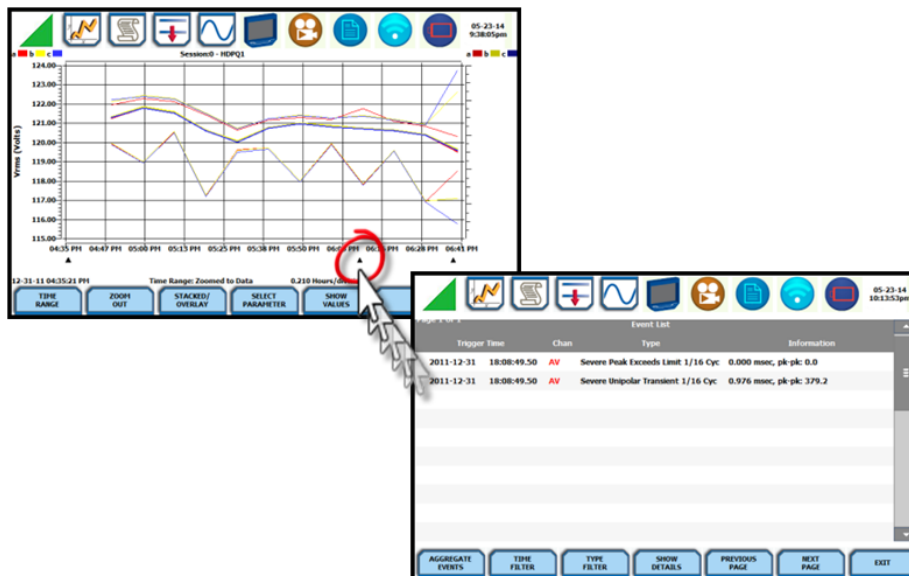 05-23-14
9:38:05pm
a b c
Session:0 - HDPQ1
a b c
124.00
123.00
122.00
121.00
120.00
119.00
118.00
117.00
116.00
115.00
Vrms (Volts)
04:35 PM 04:47 PM 05:00 PM 05:13 PM 05:25 PM 05:38 PM 05:50 PM 06:03 PM 06:28 PM 06:41 PM
12-31-11 04:35:21 PM Time Range: Zoomed to Data 0.210 Hours/div
TIME RANGE
ZOOM OUT
STACKED/ OVERLAY
SELECT PARAMETER
SHOW VALUES
05-23-14
10:13:53pm
Page 1 of 1
Event List
Trigger Time Chan Type Information
2011-12-31 18:08:49.50 AV Severe Peak Exceeds Limit 1/16 Cyc 0.000 msec, pk-pk: 0.0
2011-12-31 18:08:49.50 AV Severe Unipolar Transient 1/16 Cyc 0.976 msec, pk-pk: 379.2
AGGREGATE EVENTS
TIME FILTER
TYPE FILTER
SHOW DETAILS
PREVIOUS PAGE
NEXT PAGE
EXIT